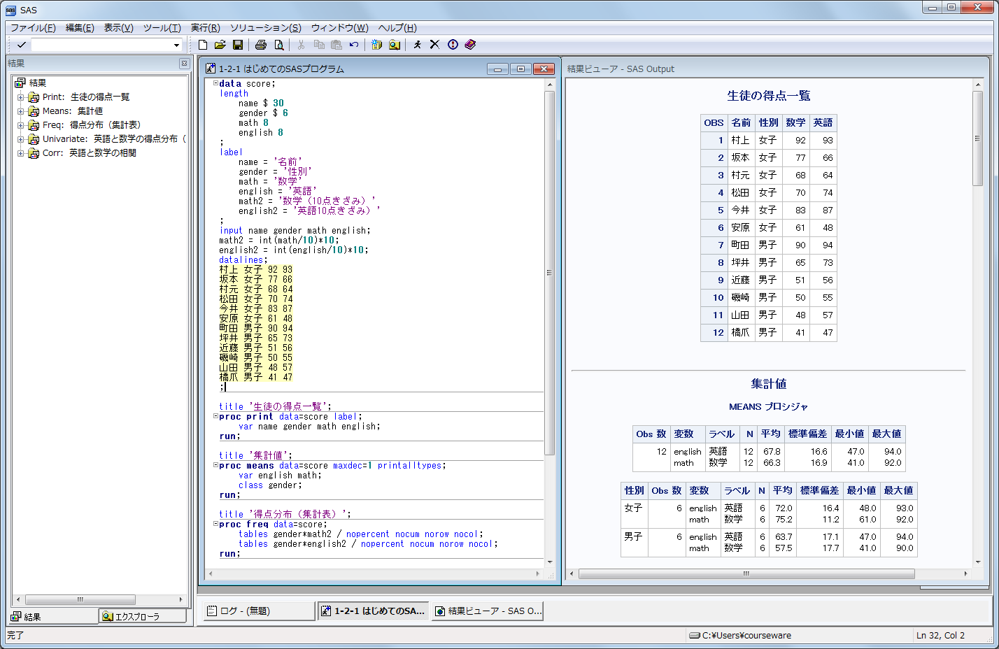 SAS
ファイル(F) 編集(E) 表示(V) ツール(T) 実行(R) ソリューション(S) ウィンドウ(W) ヘルプ(H)
結果
結果
Print: 生徒の得点一覧
Means: 集計値
Freq: 得点分布（集計表）
Univariate: 英語と数学の得点分布（
Corr: 英語と数学の相関
結果
エクスプローラ
1-2-1 はじめてのSASプログラム
data score;
length
name $ 30
gender $ 6
math 8
english 8
;
label
name = '名前'
gender = '性別'
math = '数学'
english = '英語'
math2 = '数学（10点きざみ）'
english2 = '英語10点きざみ）'
;
input name gender math english;
math2 = int(math/10)*10;
english2 = int(english/10)*10;
datalines;
村上 女子 92 93
坂本 女子 77 66
村元 女子 68 64
松田 女子 70 74
今井 女子 83 87
安原 女子 61 48
町田 男子 90 94
坪井 男子 65 73
近藤 男子 51 56
磯崎 男子 50 55
山田 男子 48 57
橋爪 男子 41 47
;
title '生徒の得点一覧';
proc print data=score label;
var name gender math english;
run;
title '集計値';
proc means data=score maxdec=1 printalltypes;
var english math;
class gender;
run;
title '得点分布（集計表）';
proc freq data=score;
tables gender*math2 / nopercent nocum norow nocol;
tables gender*english2 / nopercent nocum norow nocol;
run;
結果ビューア - SAS Output
生徒の得点一覧
OBS 名前 性別 数学 英語
1 村上 女子 92 93
2 坂本 女子 77 66
3 村元 女子 68 64
4 松田 女子 70 74
5 今井 女子 83 87
6 安原 女子 61 48
7 町田 男子 90 94
8 坪井 男子 65 73
9 近藤 男子 51 56
10 磯崎 男子 50 55
11 山田 男子 48 57
12 橋爪 男子 41 47
集計値
MEANS プロシジャ
Obs 数 変数 ラベル N 平均 標準偏差 最小値 最大値
12 english 英語 12 67.8 16.6 47.0 94.0
math 数学 12 66.3 16.9 41.0 92.0
性別 Obs 数 変数 ラベル N 平均 標準偏差 最小値 最大値
女子 6 english 英語 6 72.0 16.4 48.0 93.0
math 数学 6 75.2 11.2 61.0 92.0
男子 6 english 英語 6 63.7 17.1 47.0 94.0
math 数学 6 57.5 17.7 41.0 90.0
ログ - (無題)
1-2-1 はじめてのSA...
結果ビューア - SAS O...
完了
C:¥Users¥courseware
Ln 32, Col 2